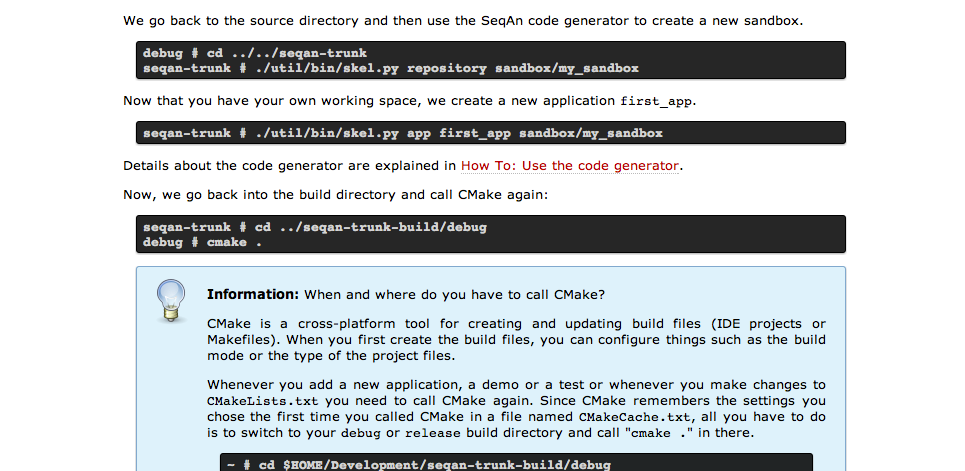 We go back to the source directory and then use the SeqAn code generator to create a new sandbox.
debug # cd ../../seqan-trunk
seqan-trunk # ./util/bin/skel.py repository sandbox/my_sandbox
Now that you have your own working space, we create a new application first_app.
seqan-trunk # ./util/bin/skel.py app first_app sandbox/my_sandbox
Details about the code generator are explained in How To: Use the code generator.
Now, we go back into the build directory and call CMake again:
seqan-trunk # cd ../seqan-trunk-build/debug
debug # cmake .
Information: When and where do you have to call CMake?
CMake is a cross-platform tool for creating and updating build files (IDE projects or
Makefiles). When you first create the build files, you can configure things such as the build
mode or the type of the project files.
Whenever you add a new application, a demo or a test or whenever you make changes to
CMakeLists.txt you need to call CMake again. Since CMake remembers the settings you
chose the first time you called CMake in a file named CMakeCache.txt, all you have to do
is to switch to your debug or release build directory and call "cmake ." in there.
~ # cd $HOME/Development/seqan-trunk-build/debug